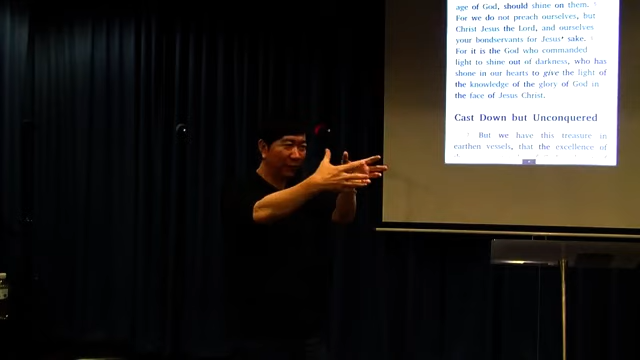 age of God, should shine on them.
For we do not preach ourselves, but
Christ Jesus the Lord, and ourselves
your bondservants for Jesus' sake.
For it is the God who commanded
light to shine out of darkness, who has
shone in our hearts to give the light of
the knowledge of the glory of God in
the face of Jesus Christ.
Cast Down but Unconquered
But we have this treasure in
earthen vessels, that the excellence of